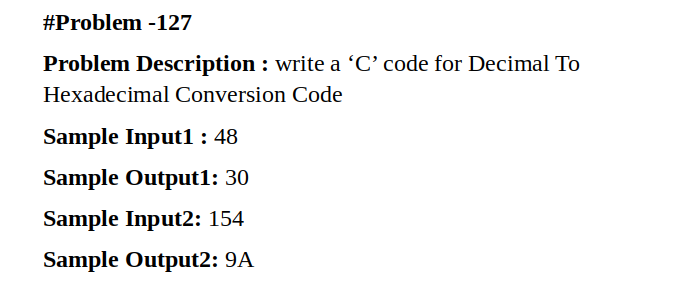 #Problem -127
Problem Description : write a ‘C’ code for Decimal To
Hexadecimal Conversion Code
Sample Input1 : 48
Sample Output1: 30
Sample Input2: 154
Sample Output2: 9A